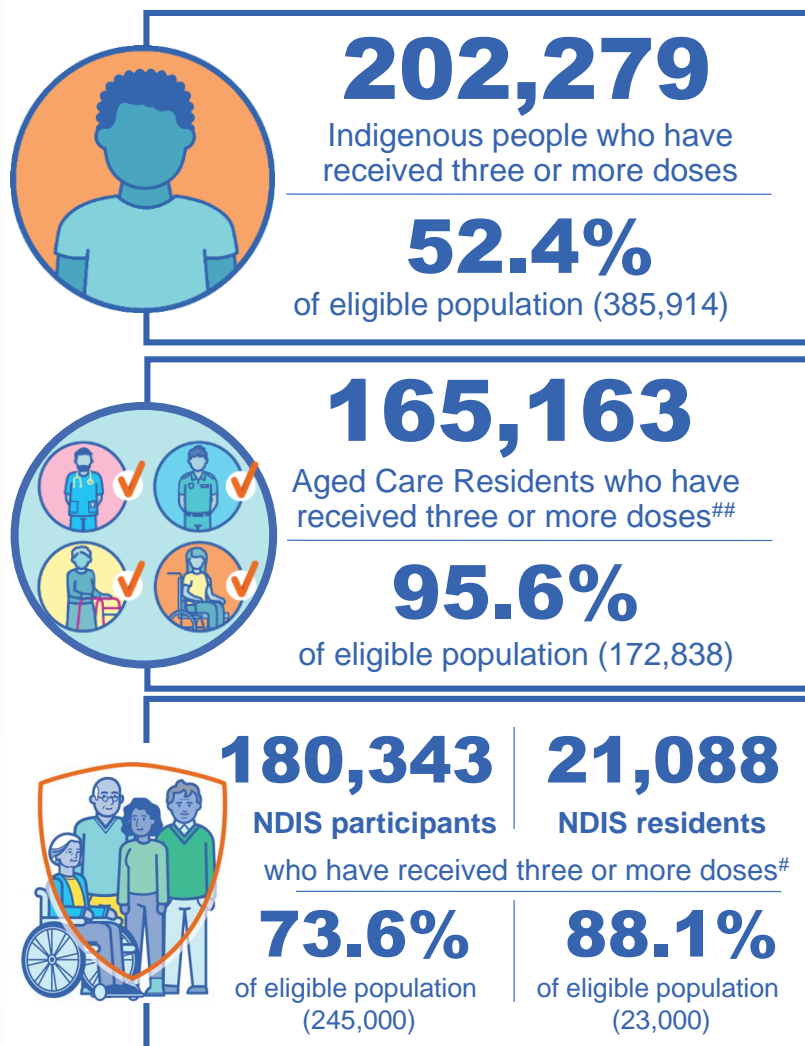 202,279
Indigenous people who have
received three or more doses
52.4%
of eligible population (385,914)
165,163
Aged Care Residents who have
received three or more doses##
95.6%
of eligible population (172,838)
180,343
NDIS participants
21,088
NDIS residents
who have received three or more doses#
73.6%
of eligible population
(245,000)
88.1%
of eligible population
(23,000)